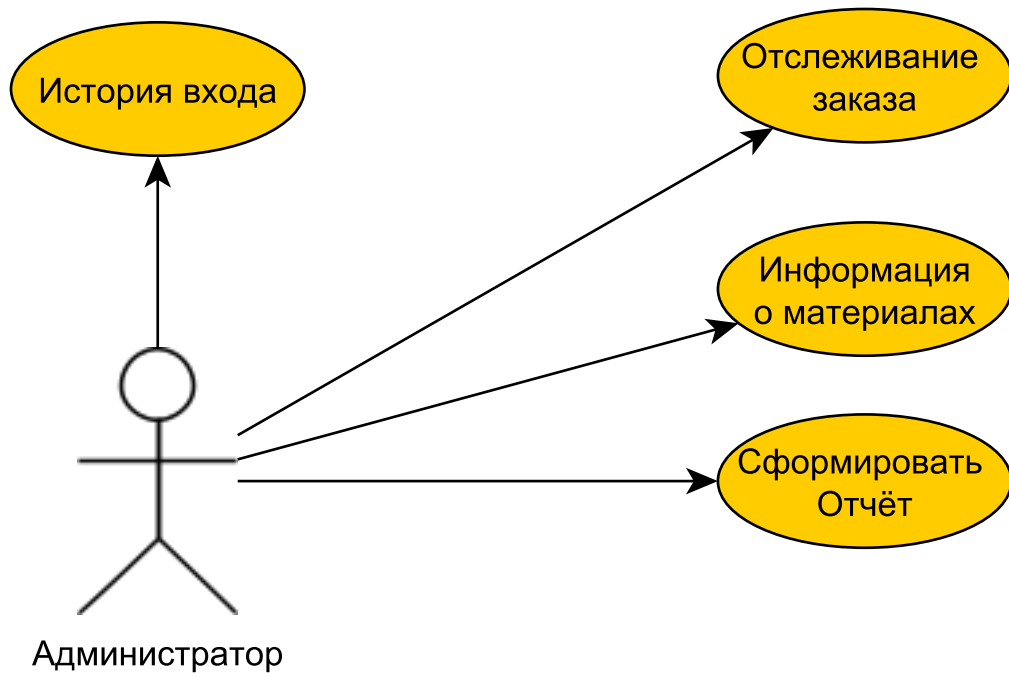 История входа
Отслеживание
заказа
Информация
о материалах
Сформировать
Отчёт
Администратор